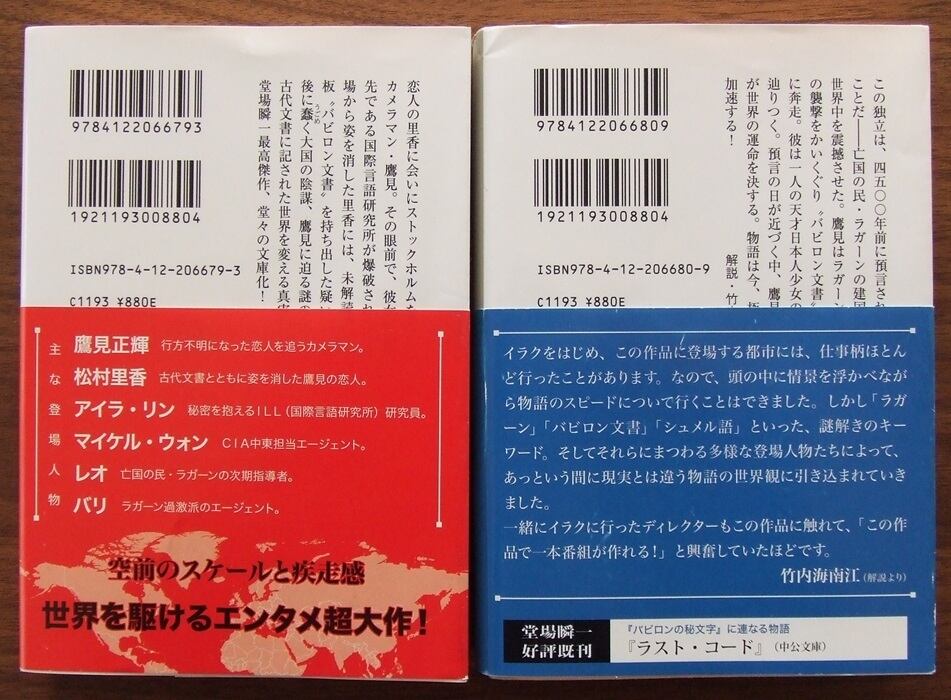 9784122066793
1921193008804
ISBN978-4-12-206679-3
C1193 ¥880E
恋人の里香に会いにストックホルムを
カメラマン・鷹見。その眼前で、彼女
先である国際言語研究所が爆破され
場から姿を消した里香には、未解読
板〝バビロン文書〟を持ち出した疑い
後に蠢く大国の陰謀、鷹見に迫る謎の
うごめ
古代文書に記された世界を変える真実
堂場瞬一最高傑作、堂々の文庫化！
主な登場人物
鷹見正輝 行方不明になった恋人を追うカメラマン。
松村里香 古代文書とともに姿を消した鷹見の恋人。
アイラ・リン 秘密を抱えるILL（国際言語研究所）研究員。
マイケル・ウォン CIA中東担当エージェント。
レオ 亡国の民・ラガーンの次期指導者。
バリ ラガーン過激派のエージェント。
空前のスケールと疾走感
世界を駆けるエンタメ超大作！
9784122066809
1921193008804
ISBN978-4-12-206680-9
C1193 ¥880E
この独立は、四五〇〇年前に預言され
ことだ――亡国の民・ラガーンの建国
世界中を震撼させた。鷹見はラガーン
の襲撃をかいくぐり〝バビロン文書〟
に奔走。彼は一人の天才日本人少女の
辿りつく。預言の日が近づく中、鷹見
が世界の運命を決する。物語は今、
加速する！
解説・竹
イラクをはじめ、この作品に登場する都市には、仕事柄ほとん
ど行ったことがあります。なので、頭の中に情景を浮かべなが
ら物語のスピードについて行くことはできました。しかし「ラガ
ーン」「バビロン文書」「シュメル語」といった、謎解きのキー
ワード。そしてそれらにまつわる多様な登場人物たちによって、
あっという間に現実とは違う物語の世界観に引き込まれていき
ました。
一緒にイラクに行ったディレクターもこの作品に触れて、「この作
品で一本番組が作れる！」と興奮していたほどです。
竹内海南江（解説より）
堂場瞬一
好評既刊
『バビロンの秘文字』に連なる物語
『ラスト・コード』（中公文庫）